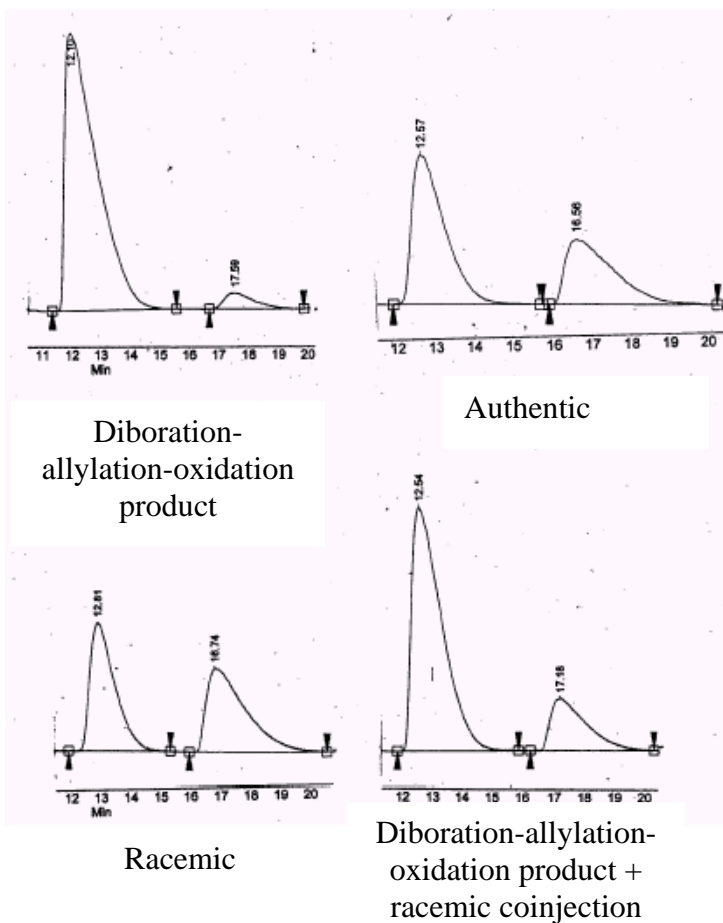 12.10
17.59
11 12 13 14 15 16 17 18 19 20
Min
Diboration-
allylation-oxidation
product
12.57
16.56
12 13 14 15 16 17 18 19 20
Authentic
12.81
16.74
12 13 14 15 16 17 18 19 20
Min
Racemic
12.54
17.18
12 13 14 15 16 17 18 19 20
Diboration-allylation-
oxidation product +
racemic coinjection